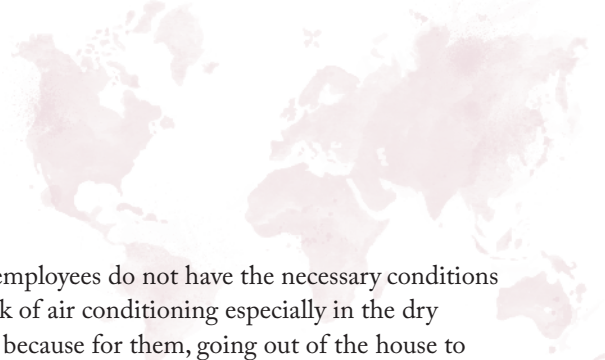 employees do not have the necessary conditions
k of air conditioning especially in the dry
because for them, going out of the house to